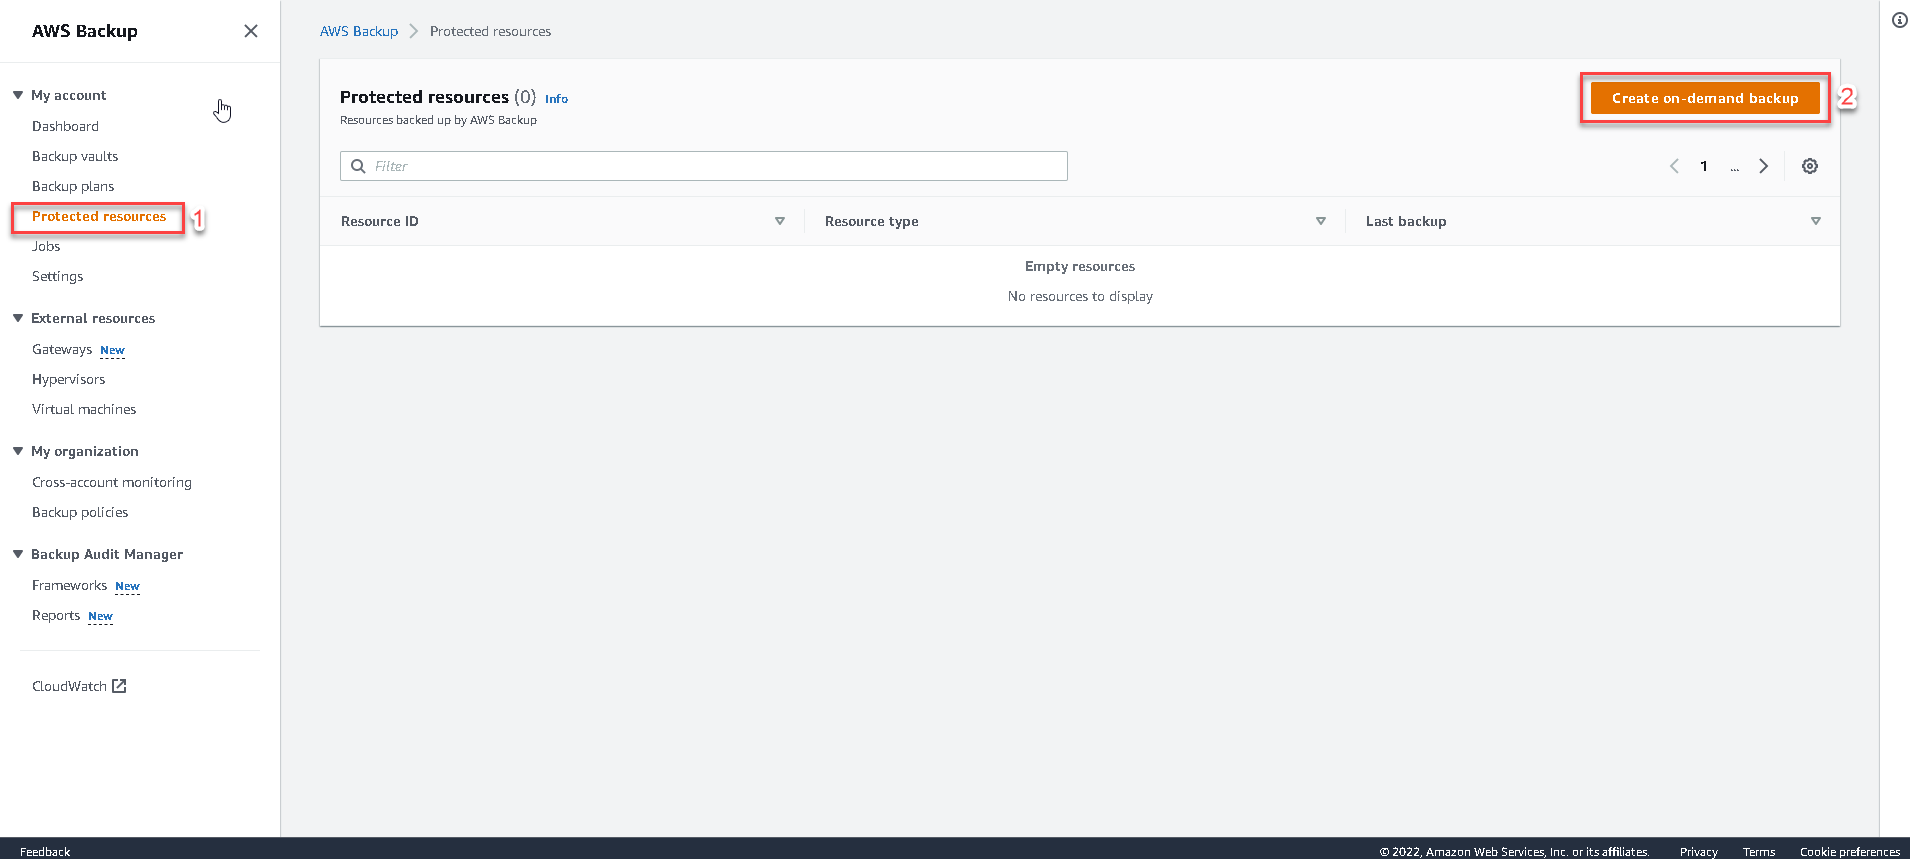 AWS Backup
My account
Dashboard
Backup vaults
Backup plans
Protected resources 1
Jobs
Settings
External resources
Gateways New
Hypervisors
Virtual machines
My organization
Cross-account monitoring
Backup policies
Backup Audit Manager
Frameworks New
Reports New
CloudWatch
AWS Backup Protected resources
Protected resources (0) Info
Resources backed up by AWS Backup
Create on-demand backup 2
Filter
1 ...
Resource ID Resource type Last backup
Empty resources
No resources to display
Feedback © 2022, Amazon Web Services, Inc. or its affiliates. Privacy Terms Cookie preferences